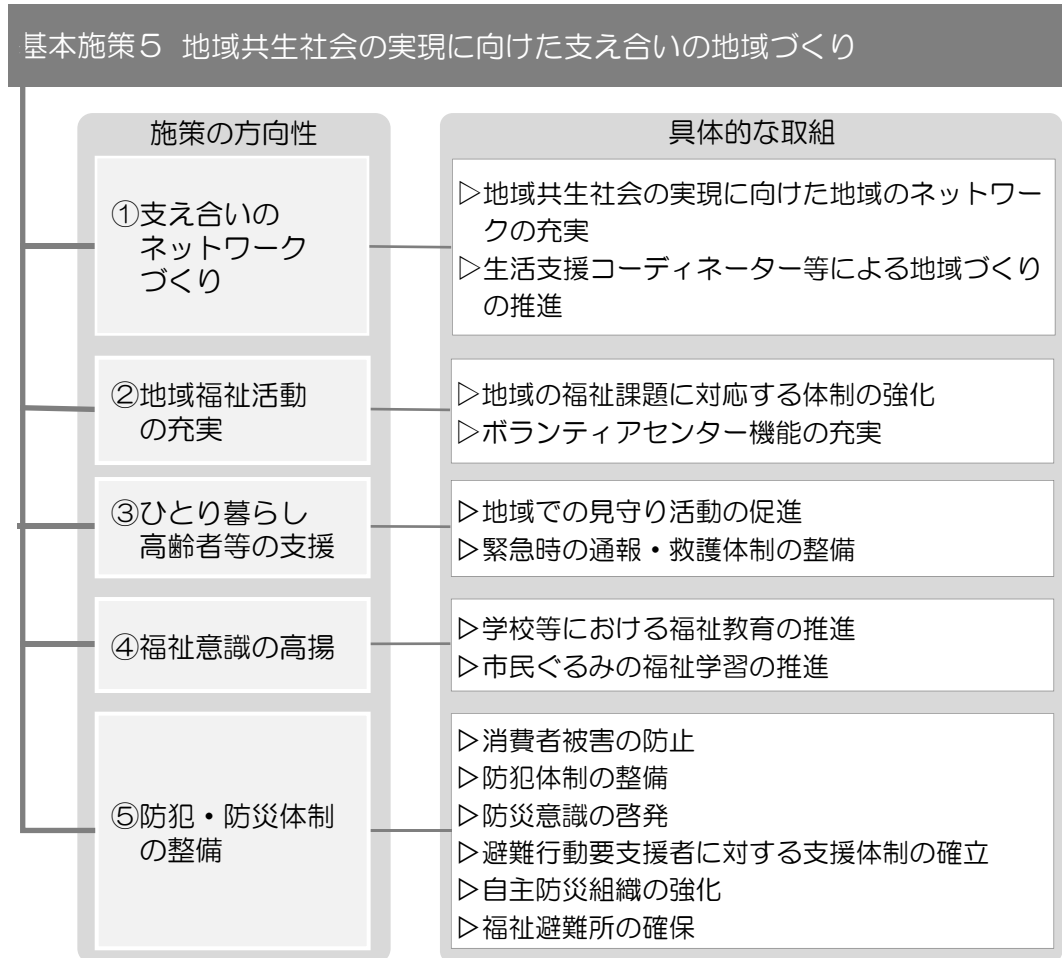 基本施策５ 地域共生社会の実現に向けた支え合いの地域づくり
施策の方向性
具体的な取組
①支え合いの
ネットワーク
づくり
▷地域共生社会の実現に向けた地域のネットワー
クの充実
▷生活支援コーディネーター等による地域づくり
の推進
②地域福祉活動
の充実
▷地域の福祉課題に対応する体制の強化
▷ボランティアセンター機能の充実
③ひとり暮らし
高齢者等の支援
▷地域での見守り活動の促進
▷緊急時の通報・救護体制の整備
④福祉意識の高揚
▷学校等における福祉教育の推進
▷市民ぐるみの福祉学習の推進
⑤防犯・防災体制
の整備
▷消費者被害の防止
▷防犯体制の整備
▷防災意識の啓発
▷避難行動要支援者に対する支援体制の確立
▷自主防災組織の強化
▷福祉避難所の確保